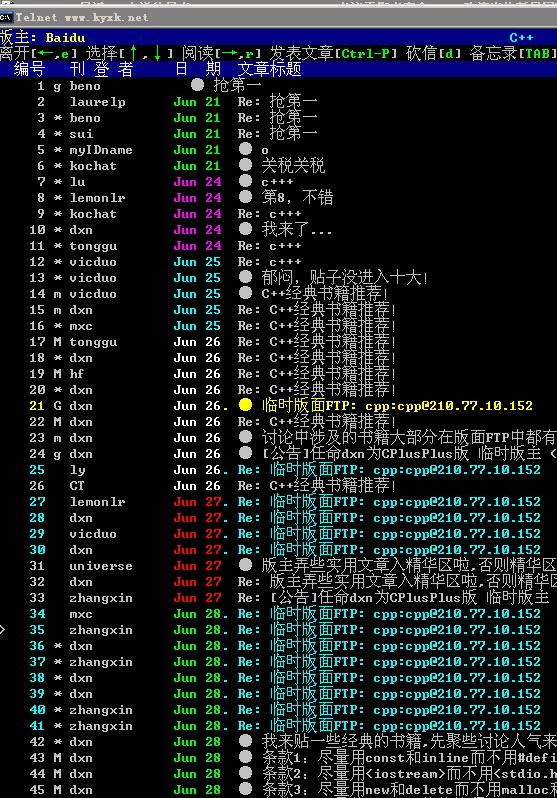 Telnet www.kyxk.net
版主: Baidu C++
离开[←,e] 选择[↑,↓] 阅读[→,r] 发表文章[Ctrl-P] 砍信[d] 备忘录[TAB]
编号 刊 登 者 日 期 文章标题
1 g beno ● 抢第一
2 laurelp Jun 21 Re: 抢第一
3 * beno Jun 21 Re: 抢第一
4 * sui Jun 21 Re: 抢第一
5 * myIDname Jun 21 ● o
6 * kochat Jun 21 ● 关税关税
7 * lu Jun 24 ● c+++
8 * lemonlr Jun 24 ● 第8, 不错
9 * kochat Jun 24 Re: c+++
10 * dxn Jun 24 ● 我来了...
11 * tonggu Jun 24 Re: c+++
12 * vicduo Jun 25 Re: c+++
13 * vicduo Jun 25 ● 郁闷, 贴子没进入十大!
14 m vicduo Jun 25 ● C++经典书籍推荐!
15 m dxn Jun 25 Re: C++经典书籍推荐!
16 * mxc Jun 25 Re: C++经典书籍推荐!
17 M tonggu Jun 26 Re: C++经典书籍推荐!
18 * dxn Jun 26 Re: C++经典书籍推荐!
19 M hf Jun 26 Re: C++经典书籍推荐!
20 * dxn Jun 26 Re: C++经典书籍推荐!
21 G dxn Jun 26. ● 临时版面FTP: cpp:cpp@210.77.10.152
22 M dxn Jun 26 Re: C++经典书籍推荐!
23 m dxn Jun 26 ● 讨论中涉及的书籍大部分在版面FTP中都有
24 g dxn Jun 26 ● [公告]任命dxn为CPlusPlus版 临时版主 <
25 ly Jun 26. Re: 临时版面FTP: cpp:cpp@210.77.10.152
26 CT Jun 26 Re: C++经典书籍推荐!
27 lemonlr Jun 27. Re: 临时版面FTP: cpp:cpp@210.77.10.152
28 dxn Jun 27. Re: 临时版面FTP: cpp:cpp@210.77.10.152
29 vicduo Jun 27. Re: 临时版面FTP: cpp:cpp@210.77.10.152
30 dxn Jun 27. Re: 临时版面FTP: cpp:cpp@210.77.10.152
31 universe Jun 27 ● 版主弄些实用文章入精华区啦,否则精华区
32 dxn Jun 27 Re: 版主弄些实用文章入精华区啦,否则精华
33 zhangxin Jun 27 Re: [公告]任命dxn为CPlusPlus版 临时版主
34 mxc Jun 28. Re: 临时版面FTP: cpp:cpp@210.77.10.152
> 35 zhangxin Jun 28. Re: 临时版面FTP: cpp:cpp@210.77.10.152
36 * dxn Jun 28. Re: 临时版面FTP: cpp:cpp@210.77.10.152
37 * zhangxin Jun 28. Re: 临时版面FTP: cpp:cpp@210.77.10.152
38 * dxn Jun 28. Re: 临时版面FTP: cpp:cpp@210.77.10.152
39 * dxn Jun 28. Re: 临时版面FTP: cpp:cpp@210.77.10.152
40 * zhangxin Jun 28. Re: 临时版面FTP: cpp:cpp@210.77.10.152
41 * zhangxin Jun 28. Re: 临时版面FTP: cpp:cpp@210.77.10.152
42 * dxn Jun 28 ● 我来贴一些经典的书籍,先聚些讨论人气来
43 M dxn Jun 28 ● 条款1: 尽量用const和inline而不用#defi
44 M dxn Jun 28 ● 条款2: 尽量用<iostream>而不用<stdio.h
45 M dxn Jun 28 ● 条款3: 尽量用new和delete而不用malloc和